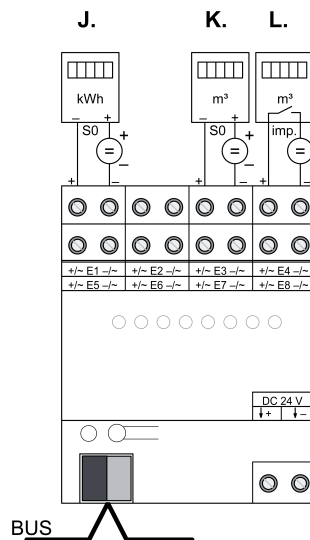 J. K. L.
kWh m³ m³
– + – +
S0 S0 imp.
= + – = + – =
+ – + – + –
+/~ E1 –/~ +/~ E2 –/~ +/~ E3 –/~ +/~ E4 –/~
+/~ E5 –/~ +/~ E6 –/~ +/~ E7 –/~ +/~ E8 –/~
DC 24 V
+ –
BUS